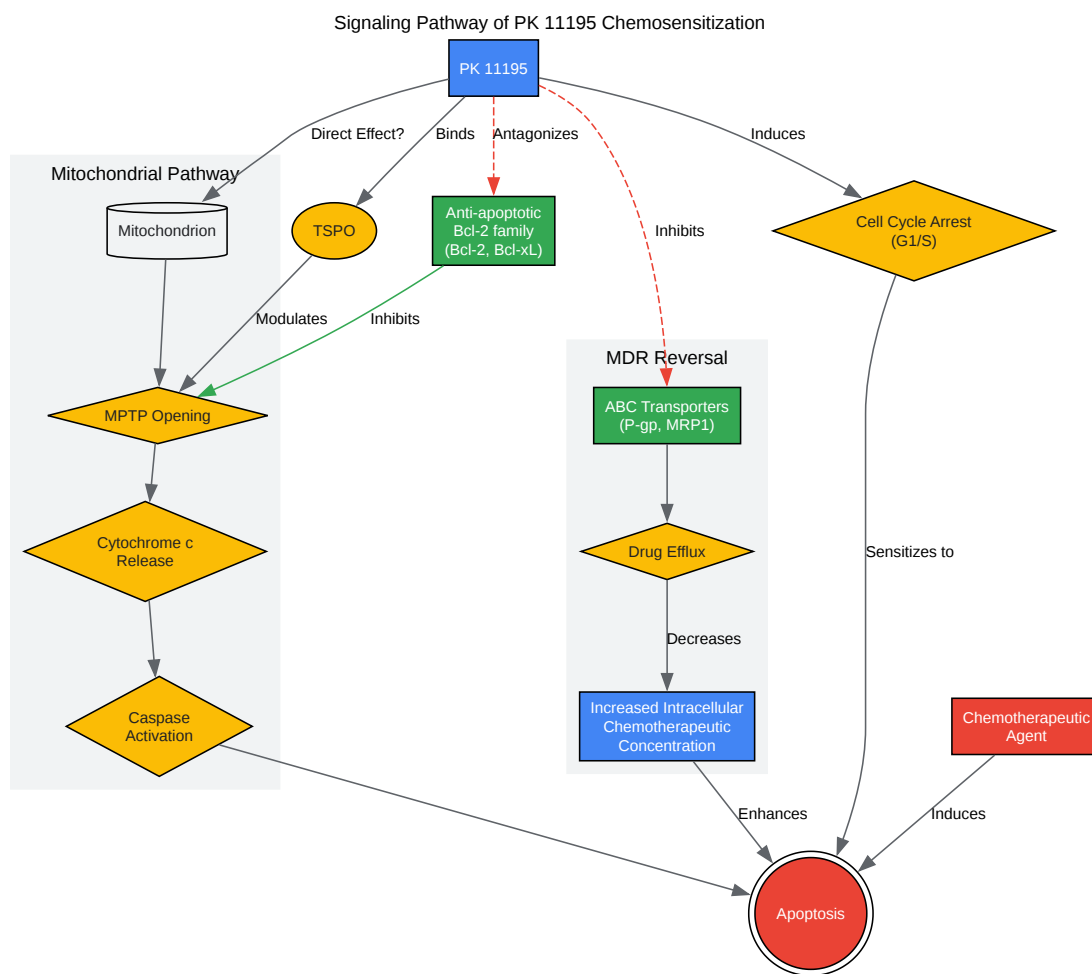 Signaling Pathway of PK 11195 Chemosensitization
PK 11195
Direct Effect?
Binds
Antagonizes
Induces
Mitochondrial Pathway
Mitochondrion
TSPO
Anti-apoptotic
Bcl-2 family
(Bcl-2, Bcl-xL)
Inhibits
Cell Cycle Arrest
(G1/S)
Modulates
Inhibits
MDR Reversal
MPTP Opening
ABC Transporters
(P-gp, MRP1)
Cytochrome c
Release
Drug Efflux
Sensitizes to
Decreases
Caspase
Activation
Increased Intracellular
Chemotherapeutic
Concentration
Chemotherapeutic
Agent
Enhances
Induces
Apoptosis